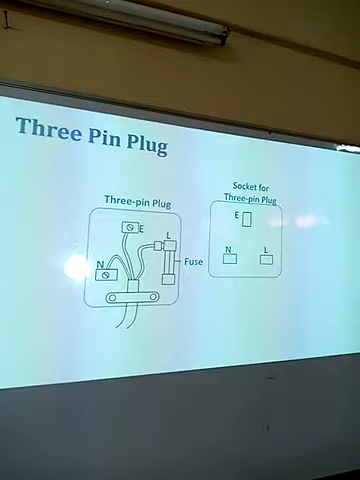 Three Pin Plug
Three-pin Plug
E
L
N
Fuse
Socket for
Three-pin Plug
E
N
L